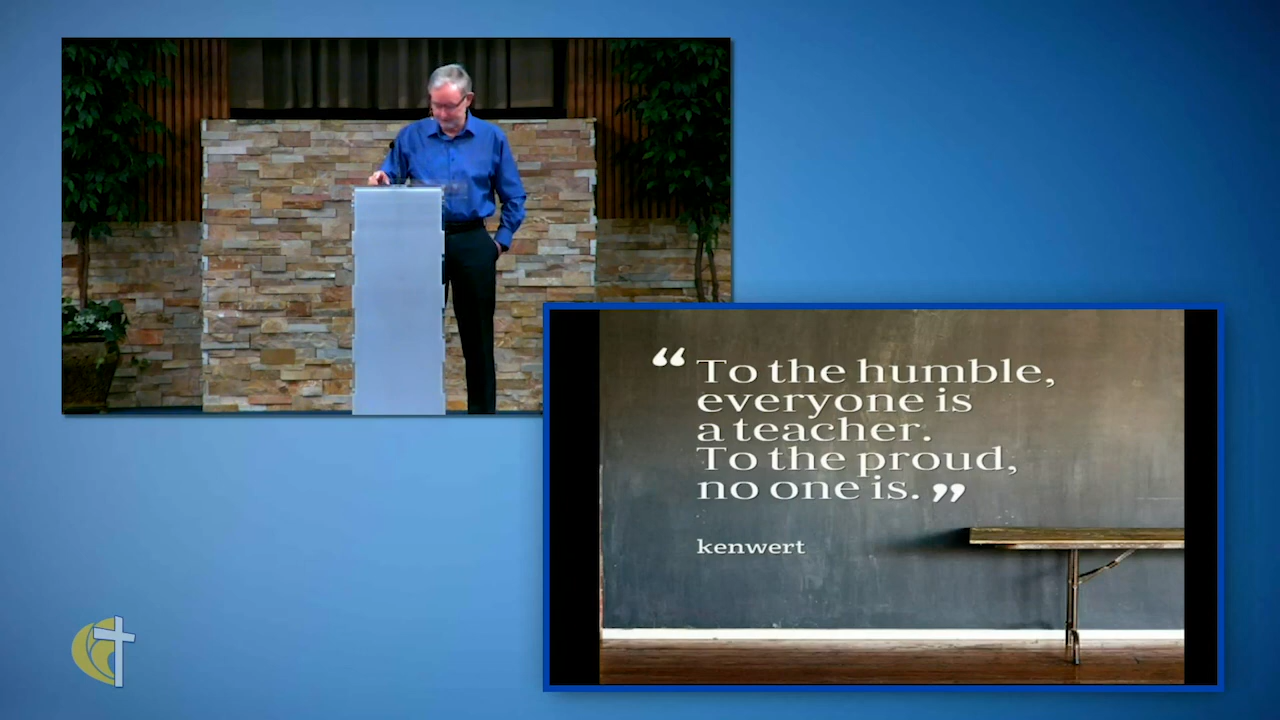 “ To the humble,
everyone is
a teacher.
To the proud,
no one is. ”
kenwert